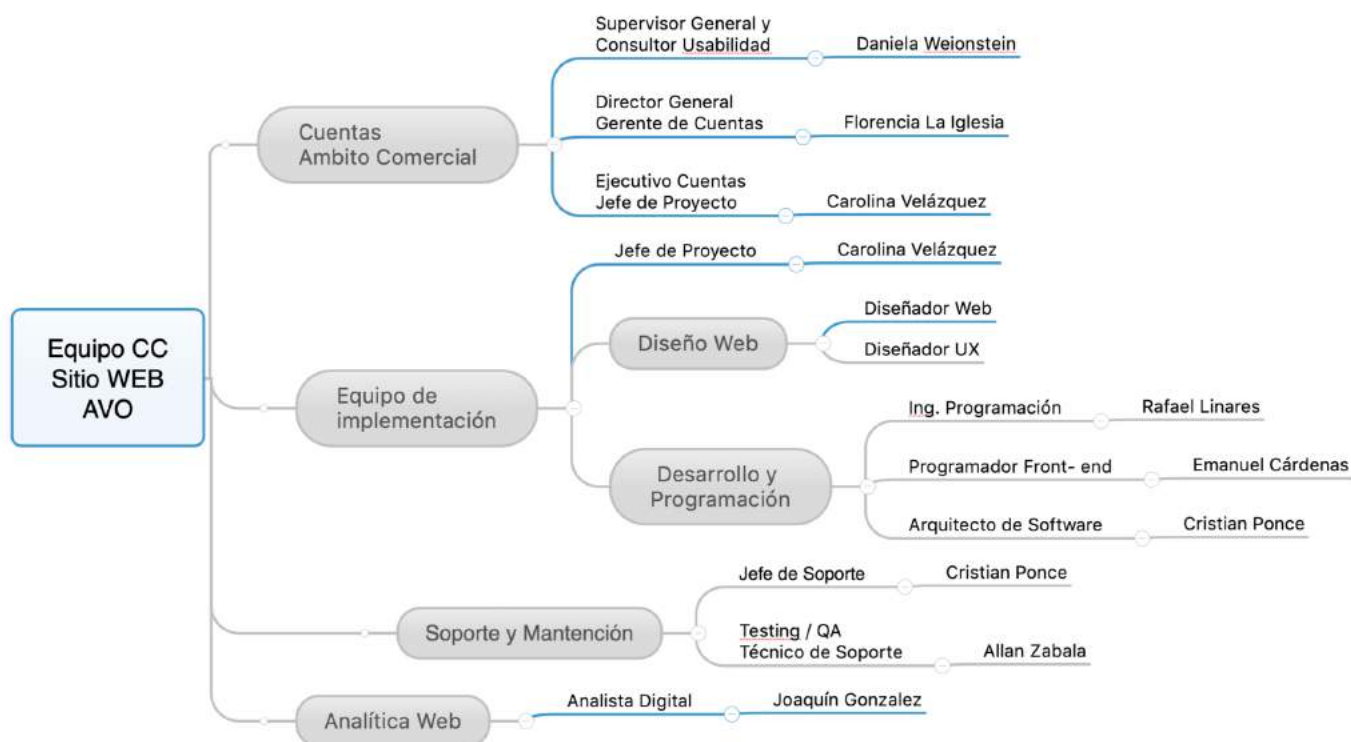 Equipo CC
Sitio WEB
AVO
Cuentas
Ambito Comercial
Supervisor General y
Consultor Usabilidad
Daniela Weionstein
Director General
Gerente de Cuentas
Florencia La Iglesia
Ejecutivo Cuentas
Jefe de Proyecto
Carolina Velázquez
Equipo de
implementación
Jefe de Proyecto
Carolina Velázquez
Diseño Web
Diseñador Web
Diseñador UX
Desarrollo y
Programación
Ing. Programación
Rafael Linares
Programador Front- end
Emanuel Cárdenas
Arquitecto de Software
Cristian Ponce
Soporte y Mantención
Jefe de Soporte
Cristian Ponce
Testing / QA
Técnico de Soporte
Allan Zabala
Analítica Web
Analista Digital
Joaquín Gonzalez